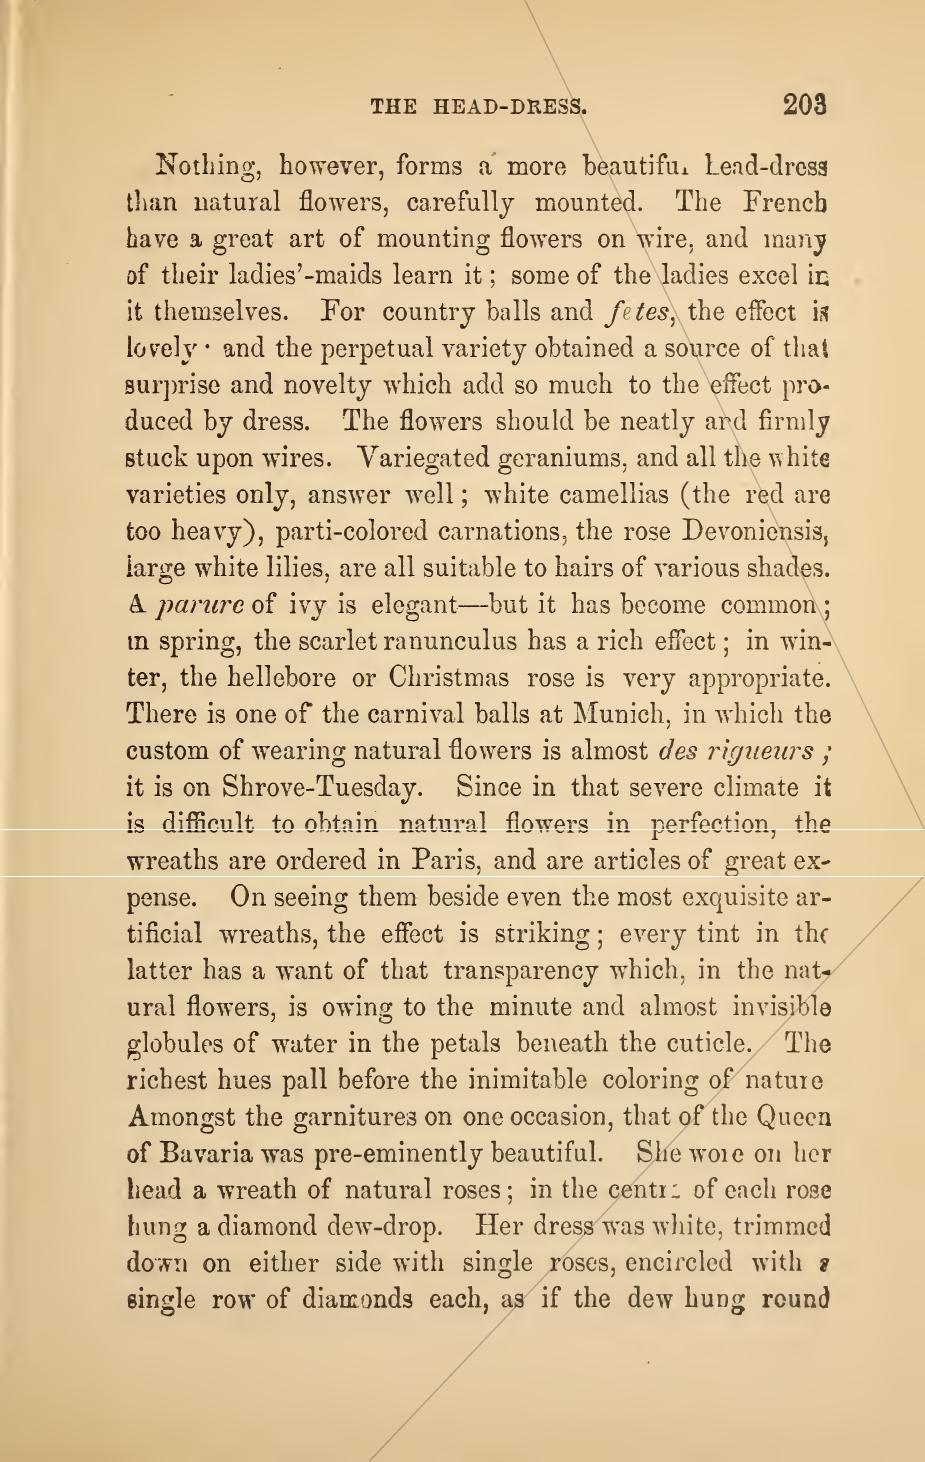 THE HEAD-DRESS. 203
Nothing, however, forms a more beautiful head-dress
than natural flowers, carefully mounted. The French
have a great art of mounting flowers on wire, and many
of their ladies'-maids learn it; some of the ladies excel in
it themselves. For country balls and fetes, the effect is
lovely · and the perpetual variety obtained a source of that
surprise and novelty which add so much to the effect pro-
duced by dress. The flowers should be neatly and firmly
stuck upon wires. Variegated geraniums, and all the white
varieties only, answer well; white camellias (the red are
too heavy), parti-colored carnations, the rose Devoniensis,
large white lilies, are all suitable to hairs of various shades.
A parure of ivy is elegant—but it has become common;
in spring, the scarlet ranunculus has a rich effect; in win-
ter, the hellebore or Christmas rose is very appropriate.
There is one of the carnival balls at Munich, in which the
custom of wearing natural flowers is almost des rigueurs;
it is on Shrove-Tuesday. Since in that severe climate it
is difficult to obtain natural flowers in perfection, the
wreaths are ordered in Paris, and are articles of great ex-
pense. On seeing them beside even the most exquisite ar-
tificial wreaths, the effect is striking; every tint in the
latter has a want of that transparency which, in the nat-
ural flowers, is owing to the minute and almost invisible
globules of water in the petals beneath the cuticle. The
richest hues pall before the inimitable coloring of nature
Amongst the garnitures on one occasion, that of the Queen
of Bavaria was pre-eminently beautiful. She wore on her
head a wreath of natural roses; in the centre of each rose
hung a diamond dew-drop. Her dress was white, trimmed
down on either side with single roses, encircled with a
single row of diamonds each, as if the dew hung round